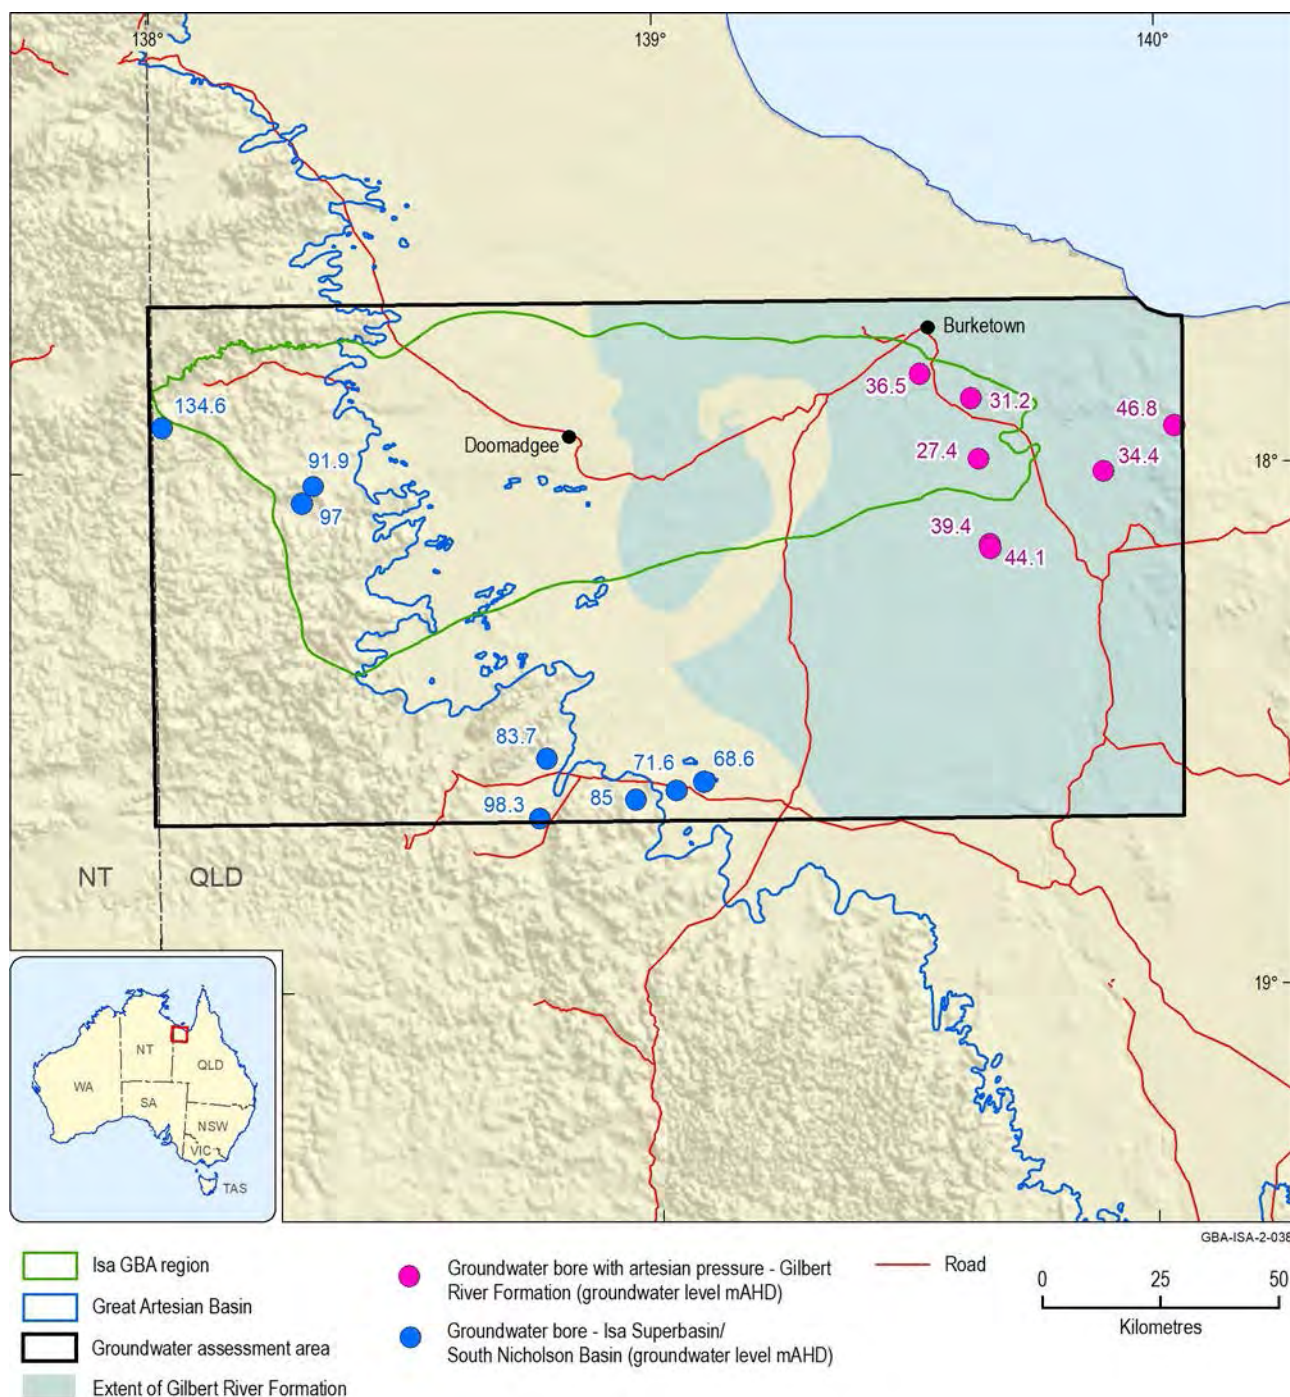 138°
139°
140°
Burketown
36.5
31.2
46.8
134.6
Doomadgee
27.4
34.4
18°
91.9
97
39.4
44.1
83.7
71.6
68.6
98.3
85
NT
QLD
19°
NT
QLD
WA
SA
NSW
VIC
TAS
GBA-ISA-2-038
Isa GBA region
Great Artesian Basin
Groundwater assessment area
Extent of Gilbert River Formation
Groundwater bore with artesian pressure - Gilbert
River Formation (groundwater level mAHD)
Groundwater bore - Isa Superbasin/
South Nicholson Basin (groundwater level mAHD)
Road
0
25
50
Kilometres